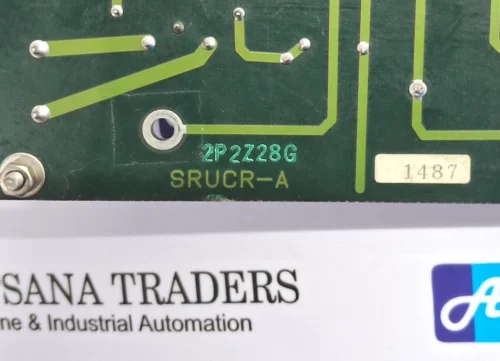 2P2Z28G
SRUCR-A
1487
SANA TRADERS
ne & Industrial Automation
A